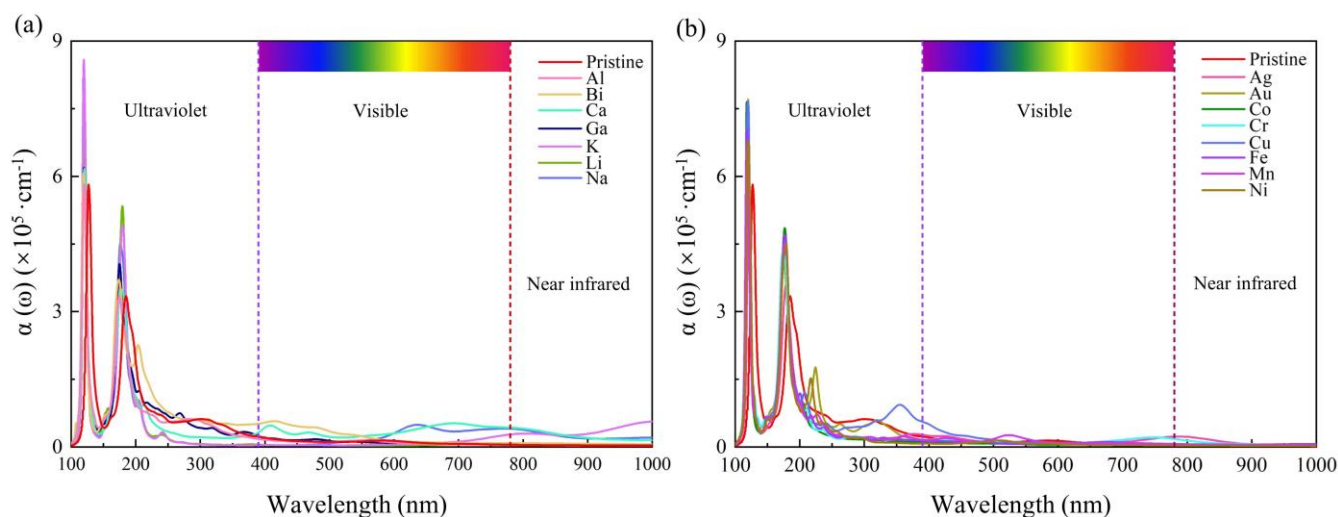 (a)
9
6
3
0
α (ω) (×10⁵ ·cm⁻¹)
Ultraviolet
Visible
Near infrared
Pristine
Al
Bi
Ca
Ga
K
Li
Na
100 200 300 400 500 600 700 800 900 1000
Wavelength (nm)
(b)
9
6
3
0
α (ω) (×10⁵ ·cm⁻¹)
Ultraviolet
Visible
Near infrared
Pristine
Ag
Au
Co
Cr
Cu
Fe
Mn
Ni
100 200 300 400 500 600 700 800 900 1000
Wavelength (nm)